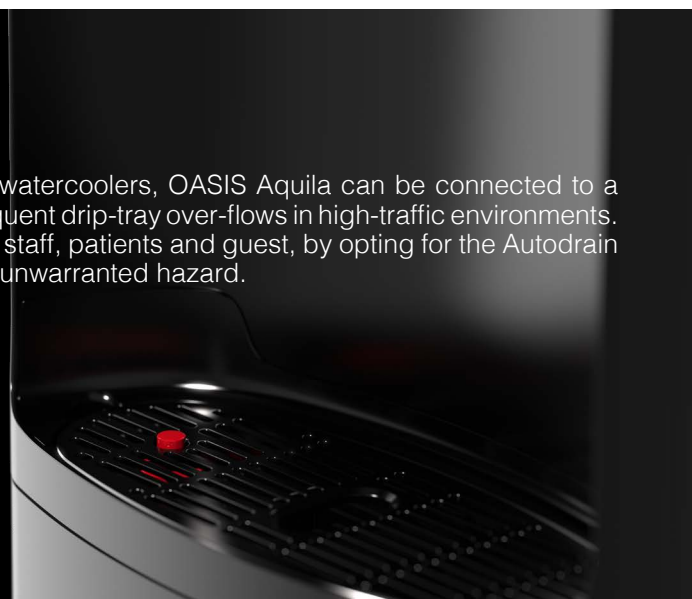 watercoolers, OASIS Aquila can be connected to a
quent drip-tray over-flows in high-traffic environments.
staff, patients and guest, by opting for the Autodrain
unwarranted hazard.